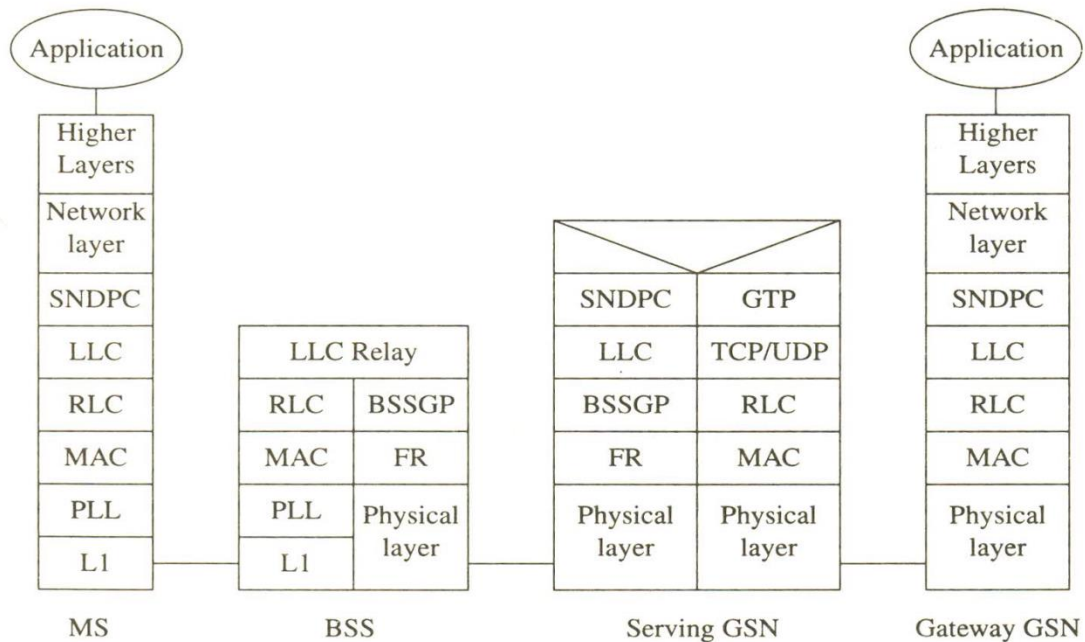 Application
Higher
Layers
Network
layer
SNDPC
LLC
RLC
MAC
PLL
L1
MS
LLC Relay
RLC
BSSGP
MAC
FR
PLL
L1
Physical
layer
BSS
SNDPC
GTP
LLC
TCP/UDP
BSSGP
RLC
FR
MAC
Physical
layer
Physical
layer
Serving GSN
Application
Higher
Layers
Network
layer
SNDPC
LLC
RLC
MAC
Physical
layer
Gateway GSN